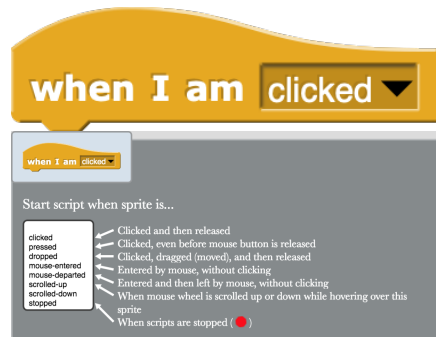 when I am clicked
when I am clicked
Start script when sprite is...
clicked
pressed
dropped
mouse-entered
mouse-departed
scrolled-up
scrolled-down
stopped
Clicked and then released
Clicked, even before mouse button is released
Clicked, dragged (moved), and then released
Entered by mouse, without clicking
Entered and then left by mouse, without clicking
When mouse wheel is scrolled up or down while hovering over this
sprite
When scripts are stopped ( )